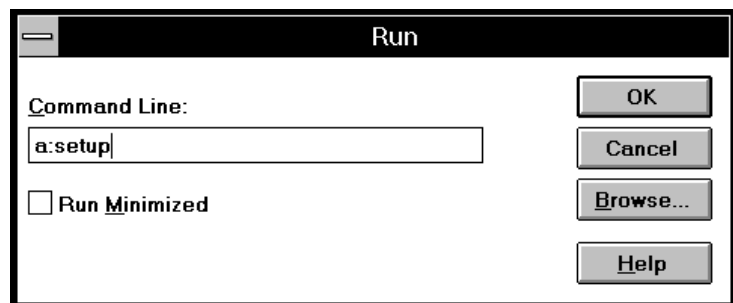 Run
Command Line:
a:setup
Run Minimized
OK
Cancel
Browse...
Help